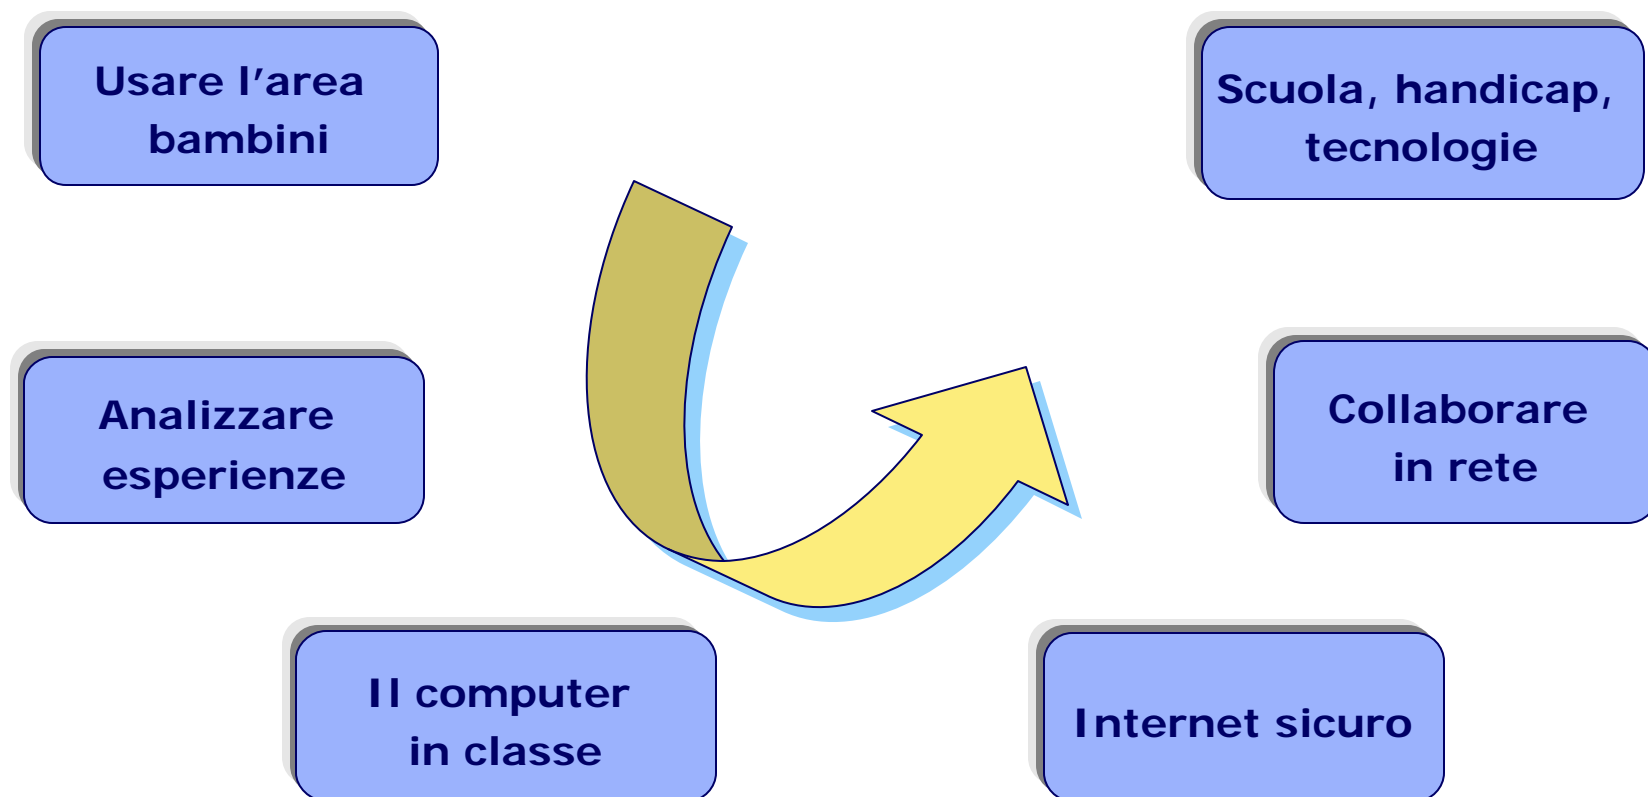 Usare l’area
bambini
Scuola, handicap,
tecnologie
Analizzare
esperienze
Collaborare
in rete
Il computer
in classe
Internet sicuro